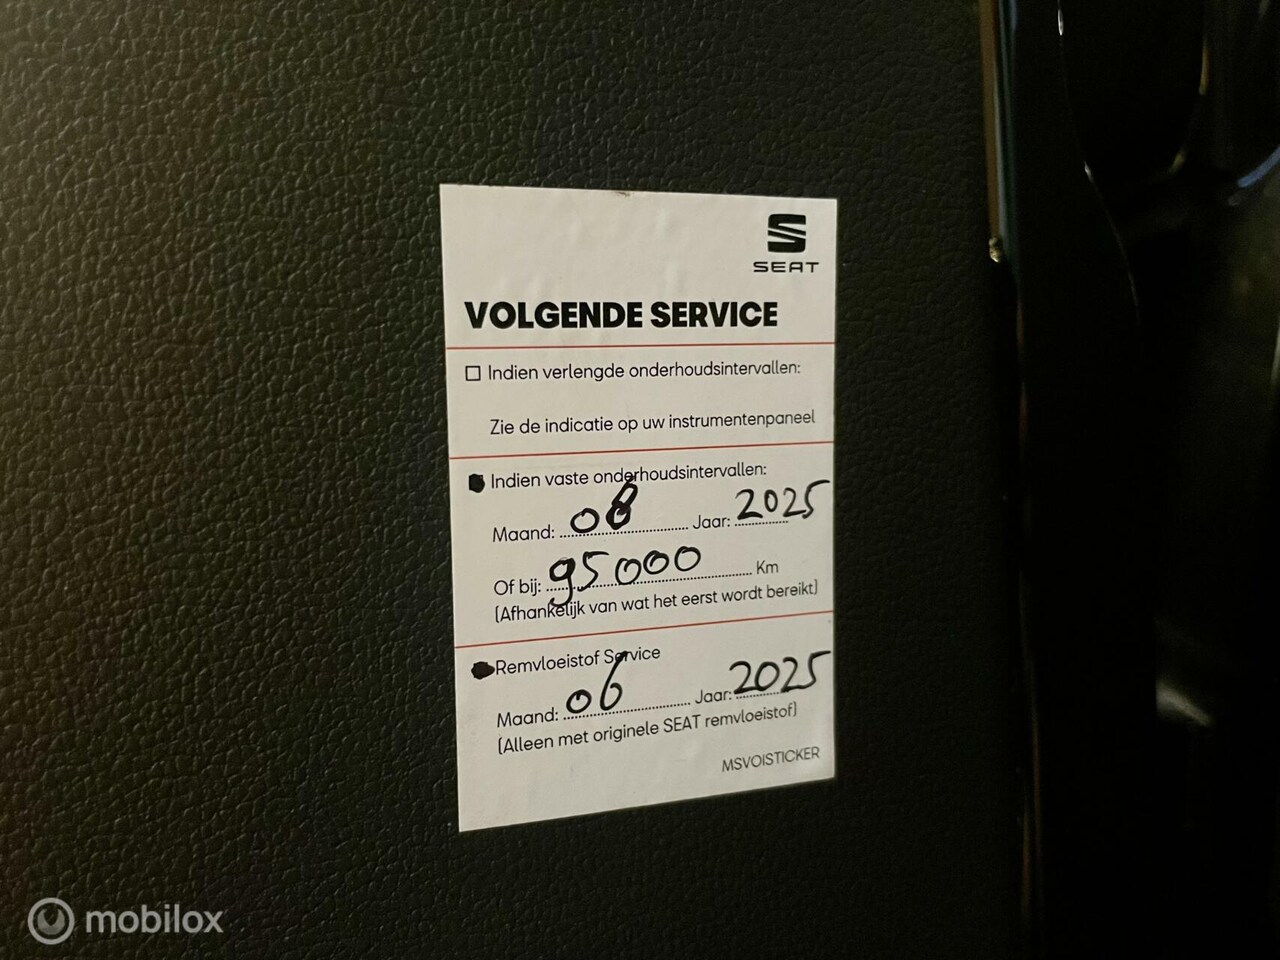 SEAT
VOLGENDE SERVICE
Indien verlengde onderhoudsintervallen:
Zie de indicatie op uw instrumentenpaneel
Indien vaste onderhoudsintervallen:
Maand: 08 Jaar: 2025
Of bij: 95000 Km
(Afhankelijk van wat het eerst wordt bereikt)
Remvloeistof Service
Maand: 06 Jaar: 2025
(Alleen met originele SEAT remvloeistof)
MSVOISTICKER
mobilox